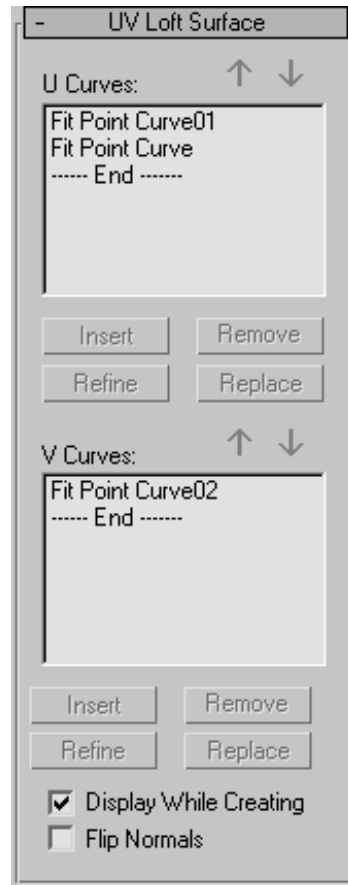 - UV Loft Surface
U Curves: ↑ ↓
Fit Point Curve01
Fit Point Curve
------ End -------
Insert Remove
Refine Replace
V Curves: ↑ ↓
Fit Point Curve02
------ End -------
Insert Remove
Refine Replace
Display While Creating
Flip Normals